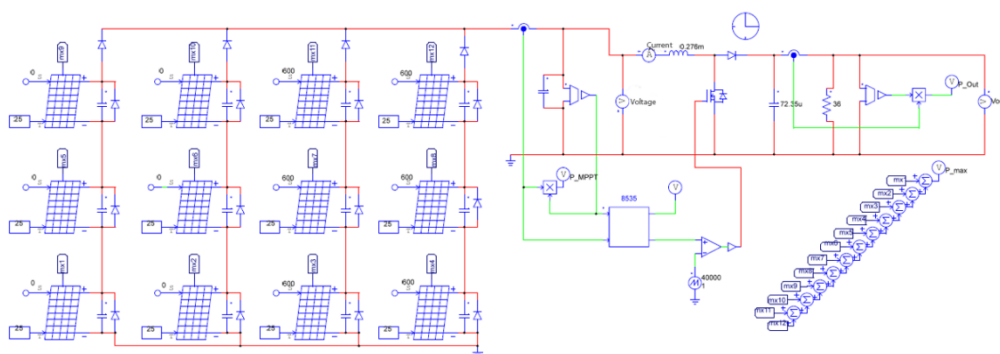 mx9
mx10
mx11
mx12
Current
0.276m
0
S
0
S
600
S
600
S
Voltage
72.35u
36
P_Out
Vo
25
25
25
25
mx5
mx6
mx7
mx8
P_MPPT
P_max
0
S
0
S
600
S
600
S
8535
mx
mx2
mx3
mx4
mx5
mx6
mx7
mx8
mx9
mx10
mx11
mx12
25
25
25
25
mx1
mx2
mx3
mx4
40000
1
0
S
0
S
600
S
600
S
25
25
25
25